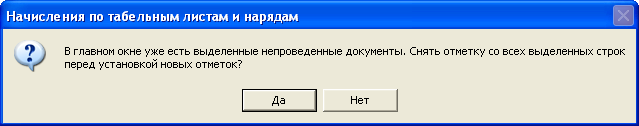 Начисления по табельным листам и нарядам
В главном окне уже есть выделенные непроведенные документы. Снять отметку со всех выделенных строк
перед установкой новых отметок?
Да Нет